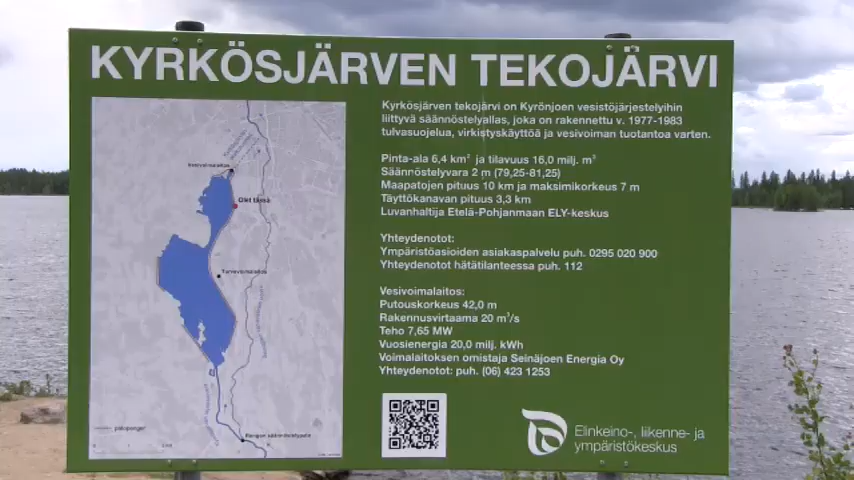 KYRKÖSJÄRVEN TEKOJÄRVI
Kyrkösjärven tekojärvi on Kyrönjoen vesistöjärjestelyihin
liittyvä säännöstelyallas, joka on rakennettu v. 1977-1983
tulvasuojelua, virkistyskäyttöä ja vesivoiman tuotantoa varten.
Pinta-ala 6,4 km² ja tilavuus 16,0 milj. m³
Säännöstelyvara 2 m (79,25-81,25)
Maapatojen pituus 10 km ja maksimikorkeus 7 m
Täyttökanavan pituus 3,3 km
Luvanhaltija Etelä-Pohjanmaan ELY-keskus
Yhteydenotot:
Ympäristöasioiden asiakaspalvelu puh. 0295 020 900
Yhteydenotot hätätilanteessa puh. 112
Vesivoimalaitos:
Putouskorkeus 42,0 m
Rakennusvirtaama 20 m³/s
Teho 7,65 MW
Vuosienergia 20,0 milj. kWh
Voimalaitoksen omistaja Seinäjoen Energia Oy
Yhteydenotot: puh. (06) 423 1253
Elinkeino-, liikenne- ja
ympäristökeskus
Olet tässä